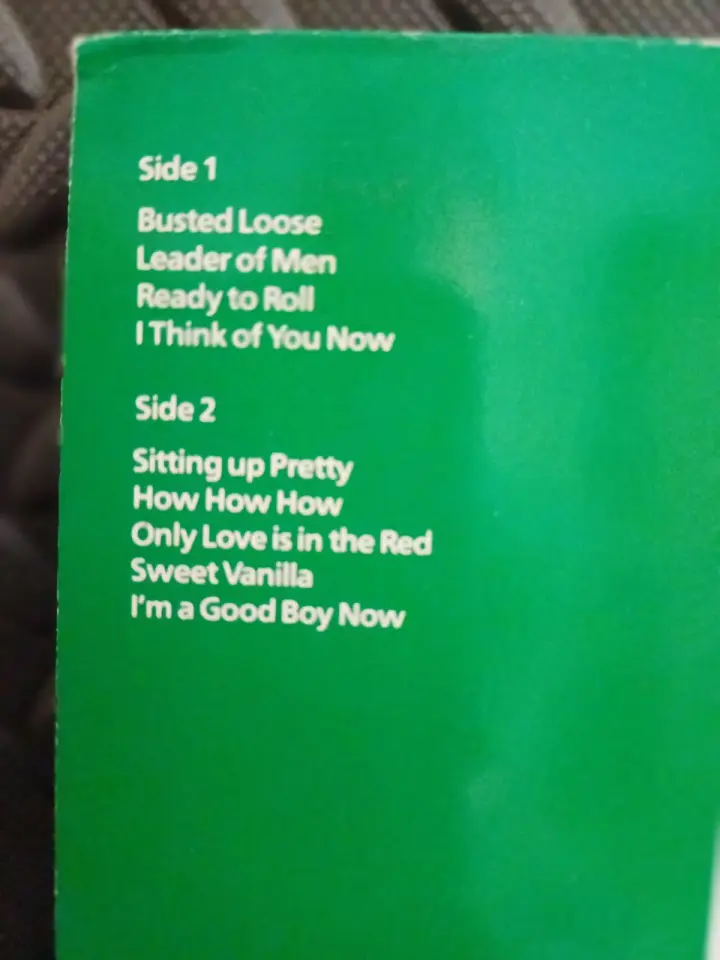 Side 1
Busted Loose
Leader of Men
Ready to Roll
I Think of You Now
Side 2
Sitting up Pretty
How How How
Only Love is in the Red
Sweet Vanilla
I'm a Good Boy Now